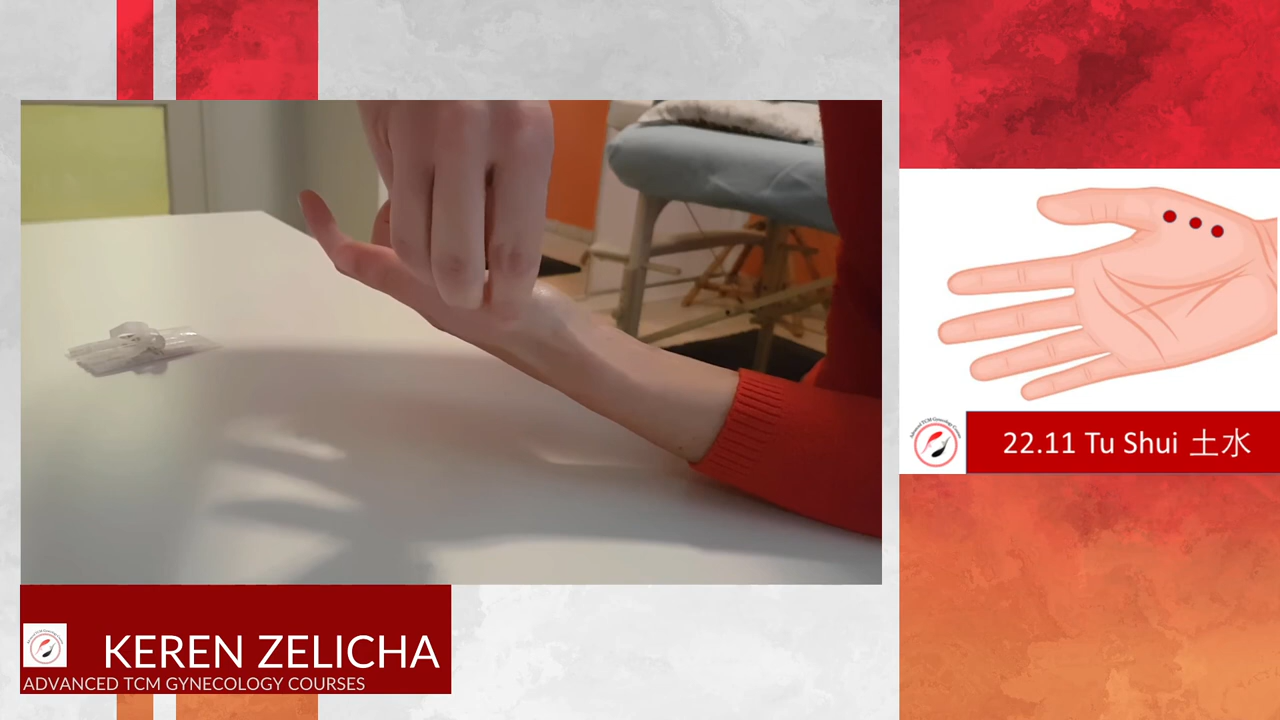 22.11 Tu Shui 土水
KEREN ZELICHA
ADVANCED TCM GYNECOLOGY COURSES